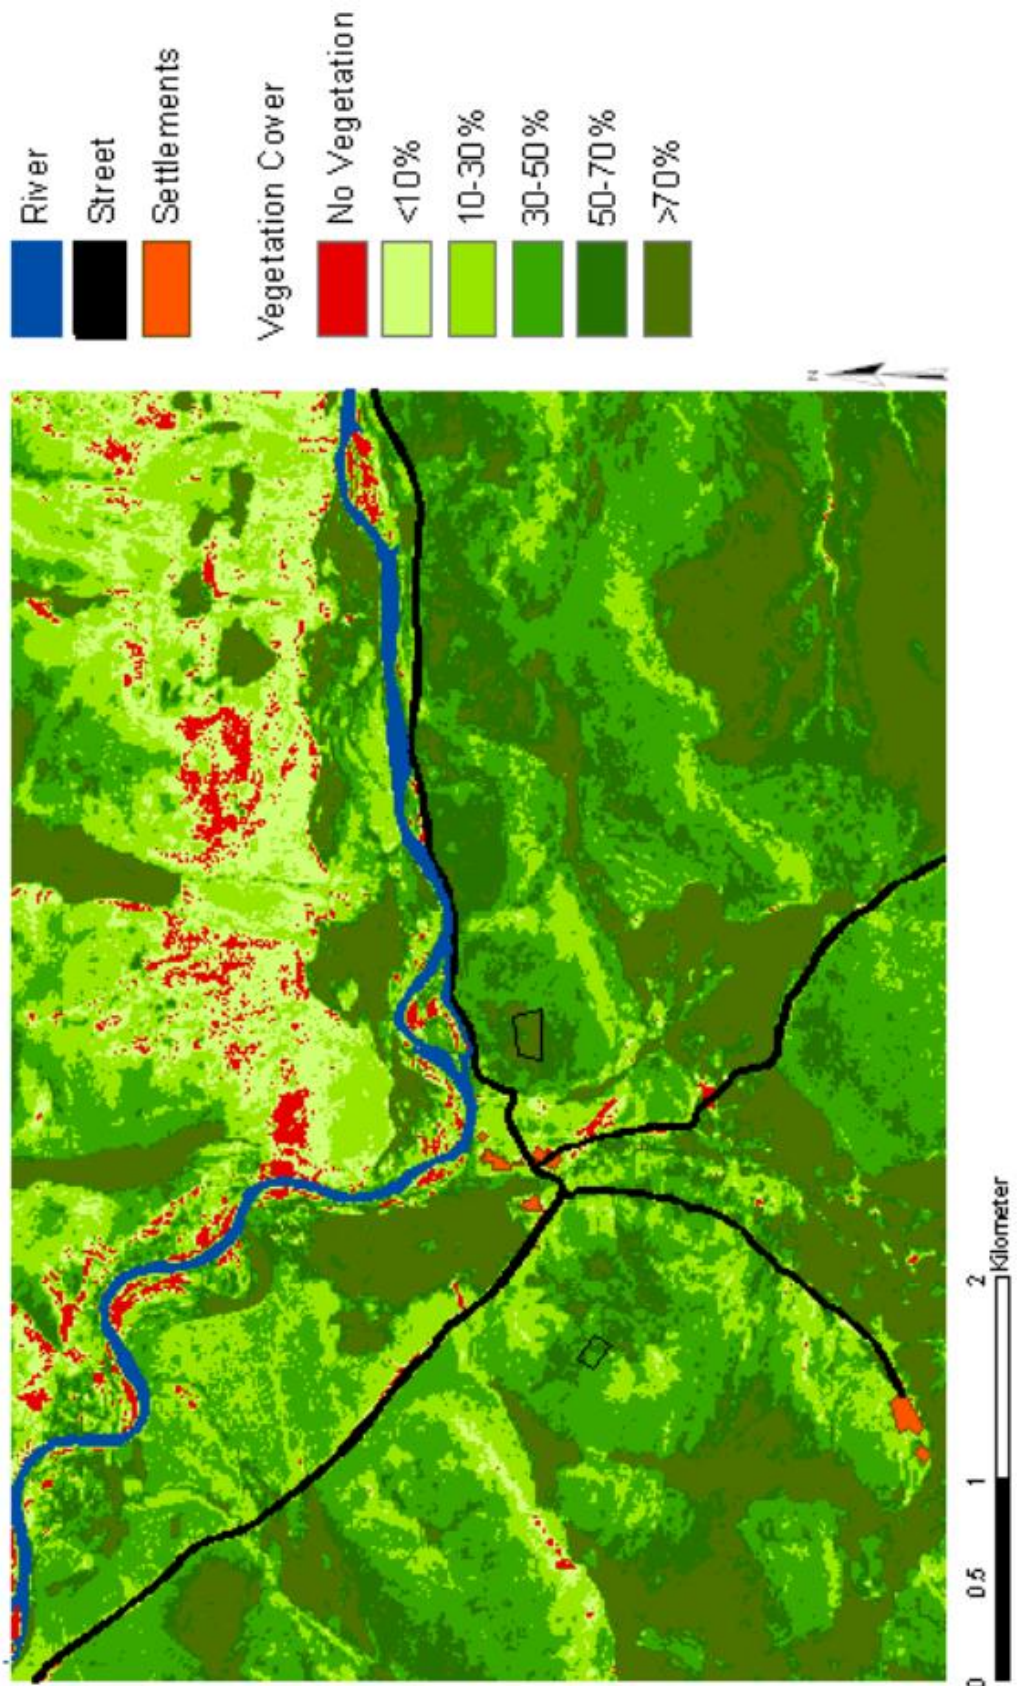 River
Street
Settlements
Vegetation Cover
No Vegetation
<10%
10-30%
30-50%
50-70%
>70%
N
0 0.5 1 2
Kilometer